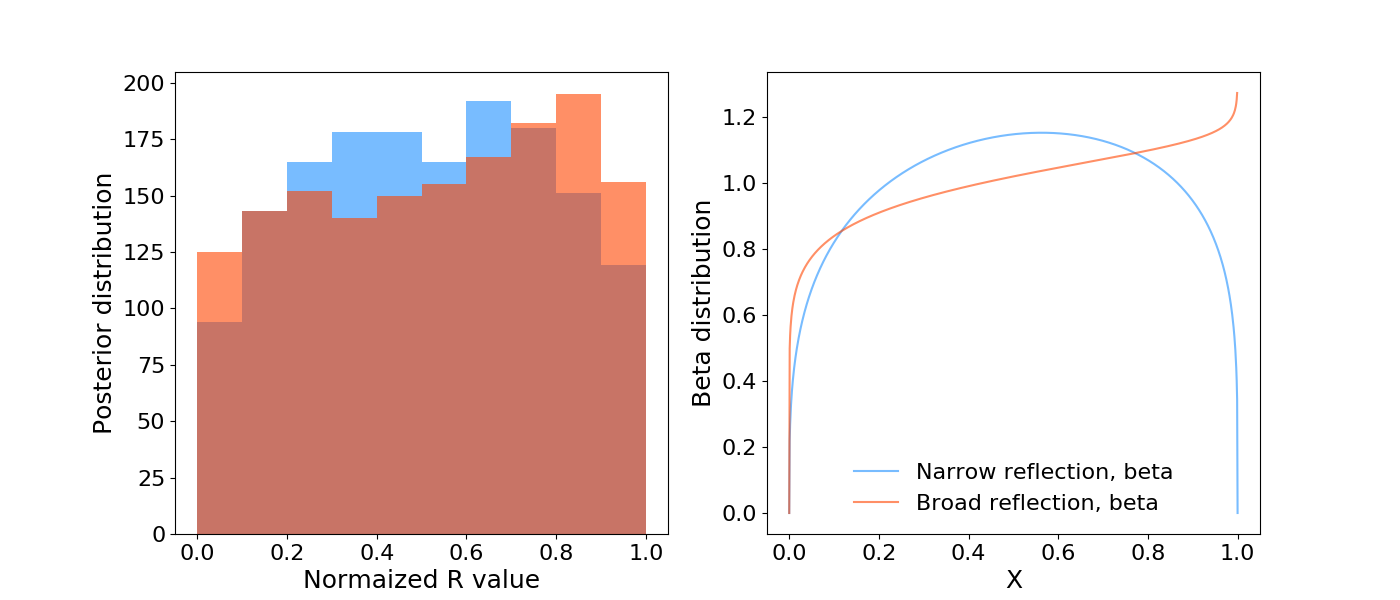 Posterior distribution
200
175
150
125
100
75
50
25
0
0.0 0.2 0.4 0.6 0.8 1.0
Normaized R value
Beta distribution
1.2
1.0
0.8
0.6
0.4
0.2
0.0
Narrow reflection, beta
Broad reflection, beta
0.0 0.2 0.4 0.6 0.8 1.0
X